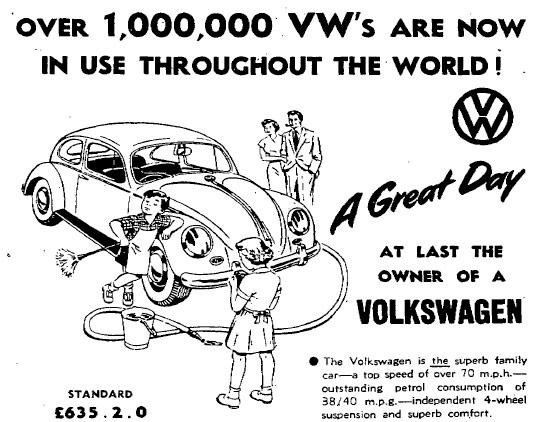 OVER 1,000,000 VW's ARE NOW
IN USE THROUGHOUT THE WORLD!
VW
A Great Day
AT LAST THE
OWNER OF A
VOLKSWAGEN
● The Volkswagen is the superb family
car—a top speed of over 70 m.p.h.—
outstanding petrol consumption of
38/40 m.p.g.—independent 4-wheel
suspension and superb comfort.
STANDARD
£635.2.0